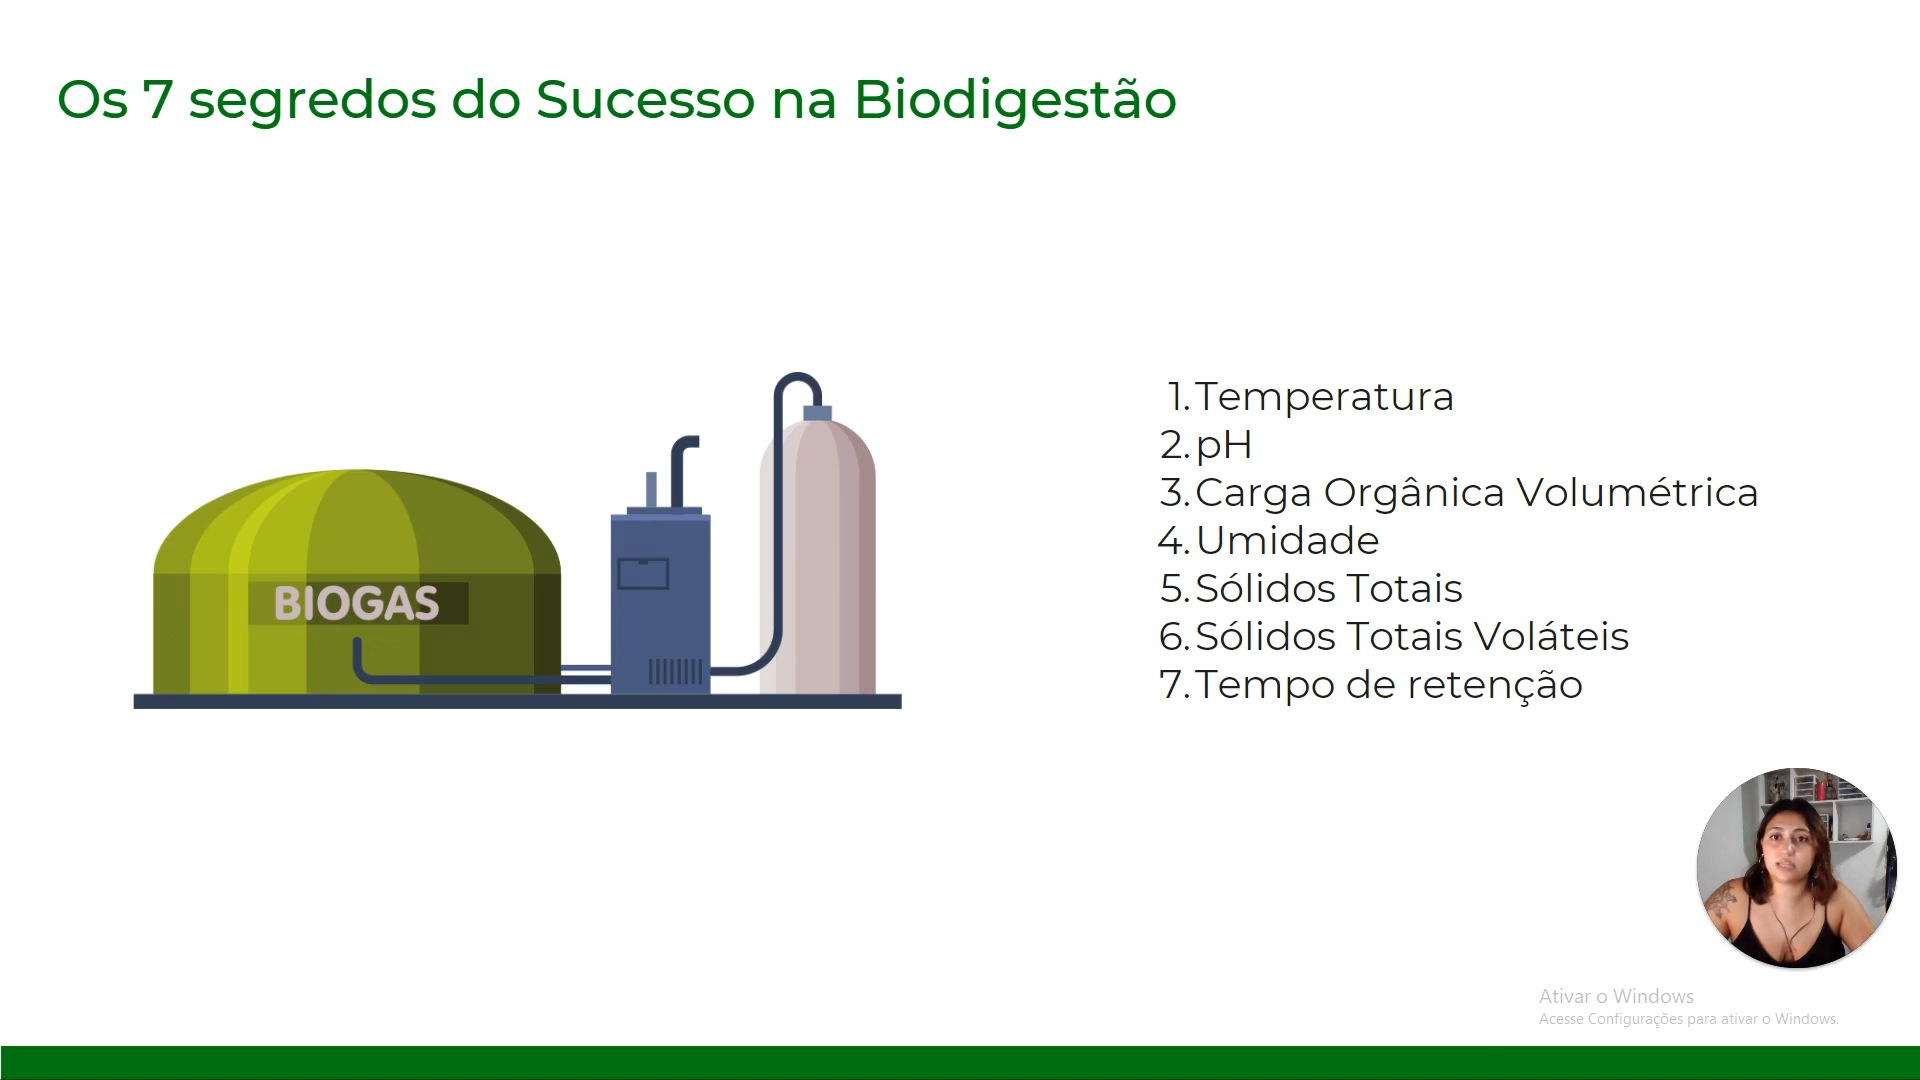 Os 7 segredos do Sucesso na Biodigestão
BIOGAS
1.Temperatura
2.pH
3.Carga Orgânica Volumétrica
4.Umidade
5.Sólidos Totais
6.Sólidos Totais Voláteis
7.Tempo de retenção
Ativar o Windows
Acesse Configurações para ativar o Windows.